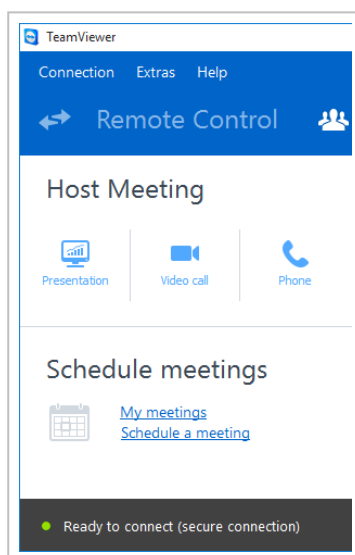 TeamViewer
Connection Extras Help
Remote Control
Host Meeting
Presentation Video call Phone
Schedule meetings
My meetings
Schedule a meeting
Ready to connect (secure connection)